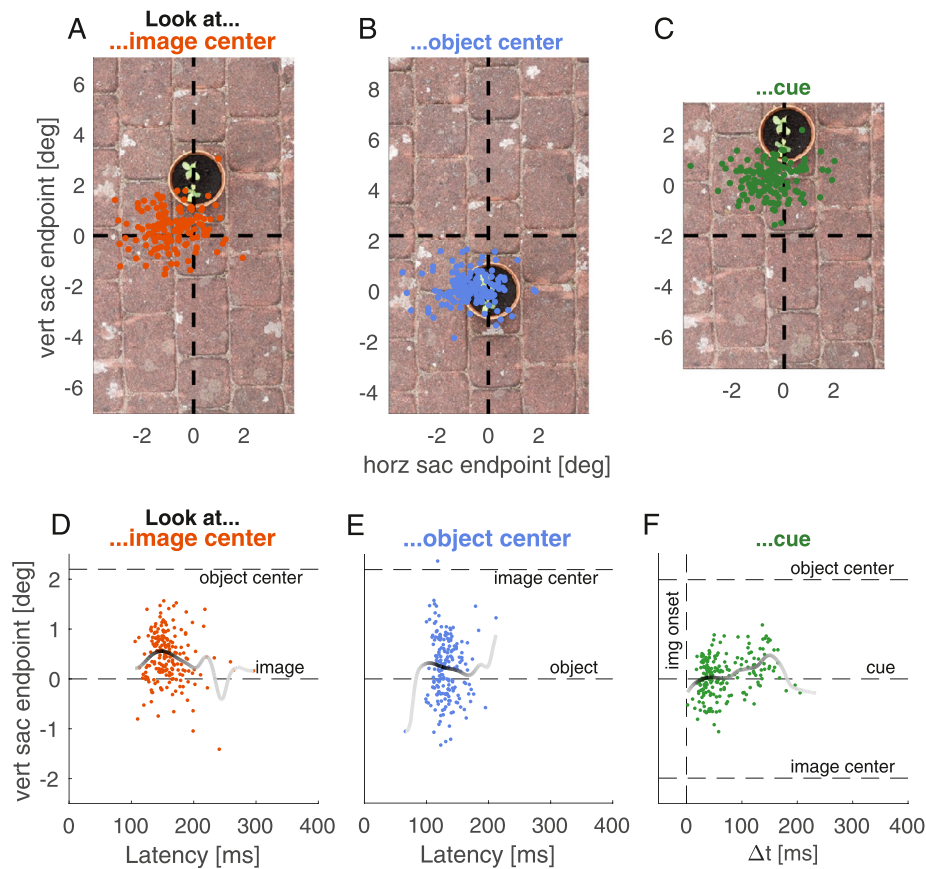 A
Look at...
...image center
B
...object center
C
...cue
vert sac endpoint [deg]
6
4
2
0
-2
-4
-6
-2 0 2
8
6
4
2
0
-2
-4
-2 0 2
2
0
-2
-4
-6
-2 0 2
horz sac endpoint [deg]
D
Look at...
...image center
E
...object center
F
...cue
vert sac endpoint [deg]
2
1
0
-1
-2
object center
image
0 100 200 300 400
Latency [ms]
image center
object
0 100 200 300 400
Latency [ms]
img onset
object center
cue
image center
0 100 200 300 400
Δt [ms]